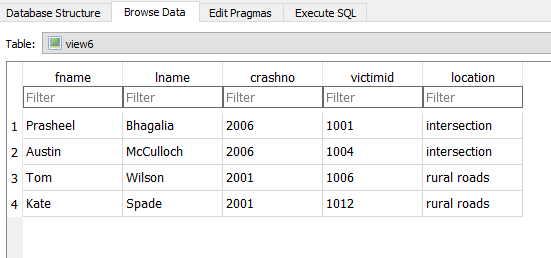 Database Structure Browse Data Edit Pragmas Execute SQL
Table: view6
fname lname crashno victimid location
Filter Filter Filter Filter Filter
1 Prasheel Bhagalia 2006 1001 intersection
2 Austin McCulloch 2006 1004 intersection
3 Tom Wilson 2001 1006 rural roads
4 Kate Spade 2001 1012 rural roads